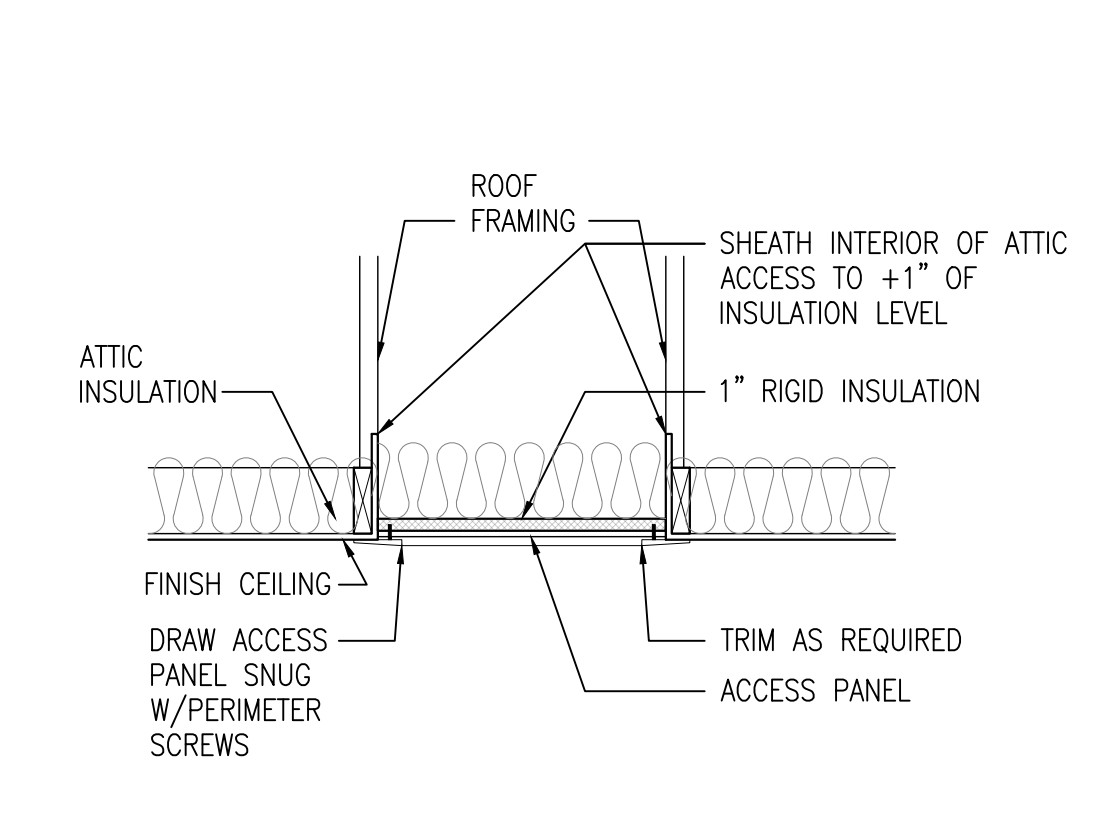 ROOF
FRAMING
SHEATH INTERIOR OF ATTIC
ACCESS TO +1” OF
INSULATION LEVEL
ATTIC
INSULATION
1” RIGID INSULATION
FINISH CEILING
DRAW ACCESS
PANEL SNUG
W/PERIMETER
SCREWS
TRIM AS REQUIRED
ACCESS PANEL